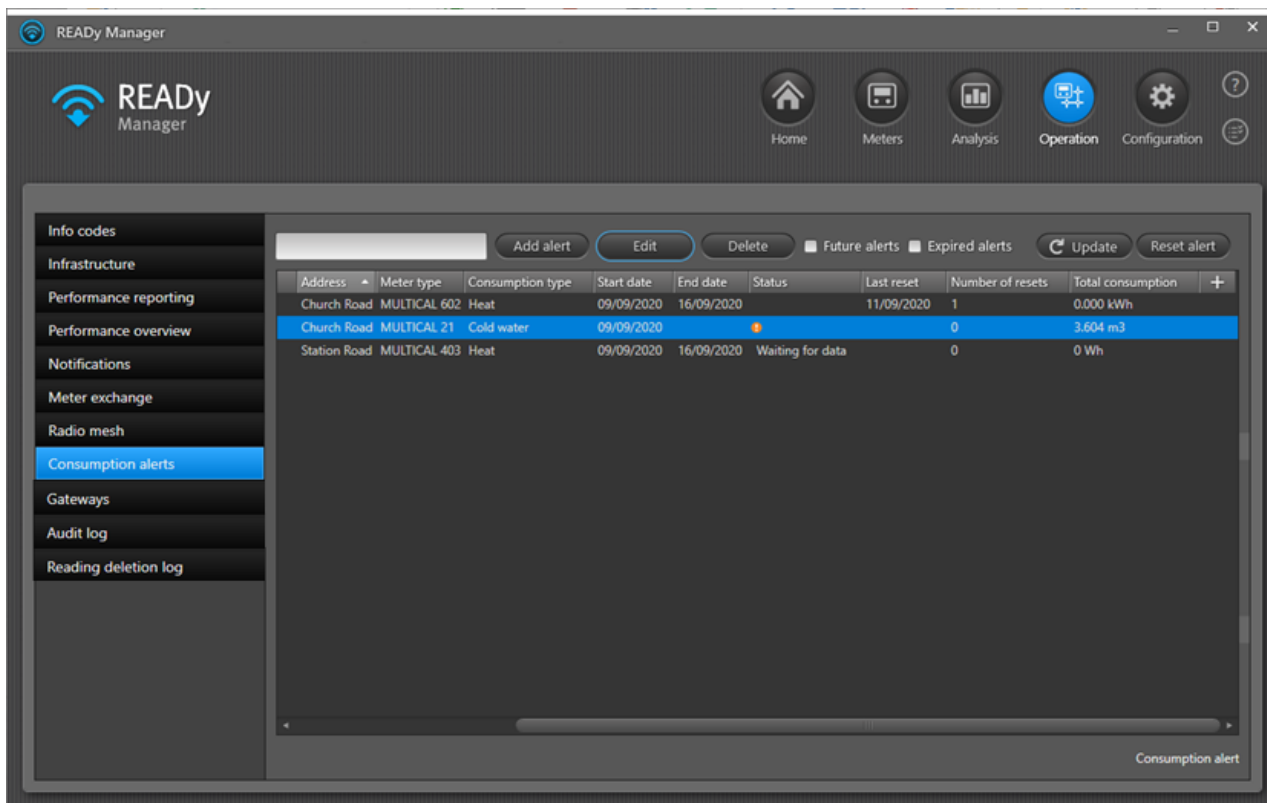 READy Manager
READy
Manager
Home Meters Analysis Operation Configuration
Info codes
Infrastructure
Performance reporting
Performance overview
Notifications
Meter exchange
Radio mesh
Consumption alerts
Gateways
Audit log
Reading deletion log
Add alert Edit Delete Future alerts Expired alerts Update Reset alert
Address Meter type Consumption type Start date End date Status Last reset Number of resets Total consumption +
Church Road MULTICAL 602 Heat 09/09/2020 16/09/2020 11/09/2020 1 0.000 kWh
Church Road MULTICAL 21 Cold water 09/09/2020 0 3.604 m3
Station Road MULTICAL 403 Heat 09/09/2020 16/09/2020 Waiting for data 0 0 Wh
Consumption alert